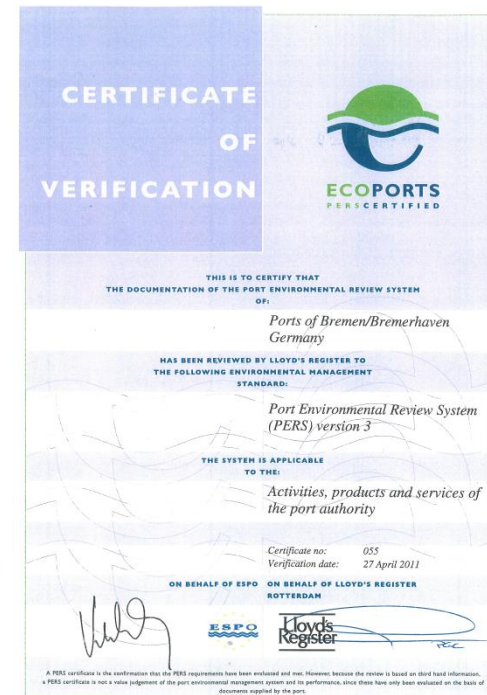 CERTIFICATE
OF
VERIFICATION
ECOPORTS
PERSCERTIFIED
THIS IS TO CERTIFY THAT
THE DOCUMENTATION OF THE PORT ENVIRONMENTAL REVIEW SYSTEM
OF:
Ports of Bremen/Bremerhaven
Germany
HAS BEEN REVIEWED BY LLOYD'S REGISTER TO
THE FOLLOWING ENVIRONMENTAL MANAGEMENT
STANDARD:
Port Environmental Review System
(PERS) version 3
THE SYSTEM IS APPLICABLE
TO THE:
Activities, products and services of
the port authority
Certificate no: 055
Verification date: 27 April 2011
ON BEHALF OF ESPO ON BEHALF OF LLOYD'S REGISTER
ROTTERDAM
ESPO
Lloyd's
Register
A PERS certificate is the confirmation that the PERS requirements have been evaluated and met. However, because the review is based on third hand information,
a PERS certificate is not a value judgement of the port environmental management system and its performance, since these have only been evaluated on the basis of
documents supplied by the port.